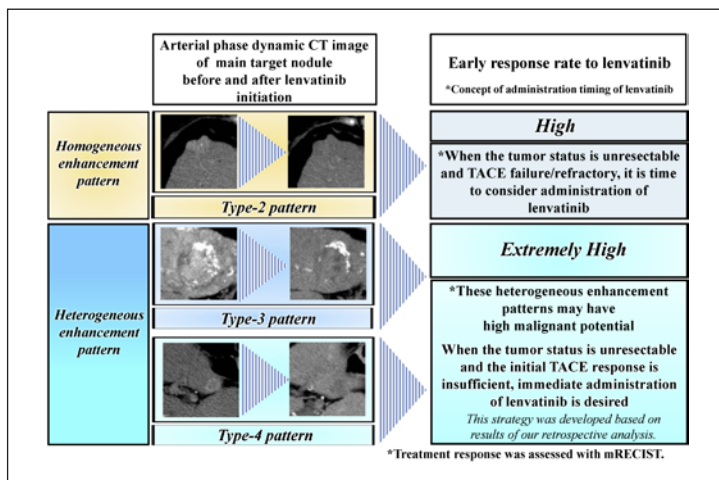 Arterial phase dynamic CT image
of main target nodule
before and after lenvatinib
initiation
Early response rate to lenvatinib
*Concept of administration timing of lenvatinib
Homogeneous
enhancement
pattern
Type-2 pattern
High
*When the tumor status is unresectable
and TACE failure/refractory, it is time
to consider administration of
lenvatinib
Heterogeneous
enhancement
pattern
Type-3 pattern
Type-4 pattern
Extremely High
*These heterogeneous enhancement
patterns may have
high malignant potential
When the tumor status is unresectable
and the initial TACE response is
insufficient, immediate administration
of lenvatinib is desired
This strategy was developed based on
results of our retrospective analysis.
*Treatment response was assessed with mRECIST.